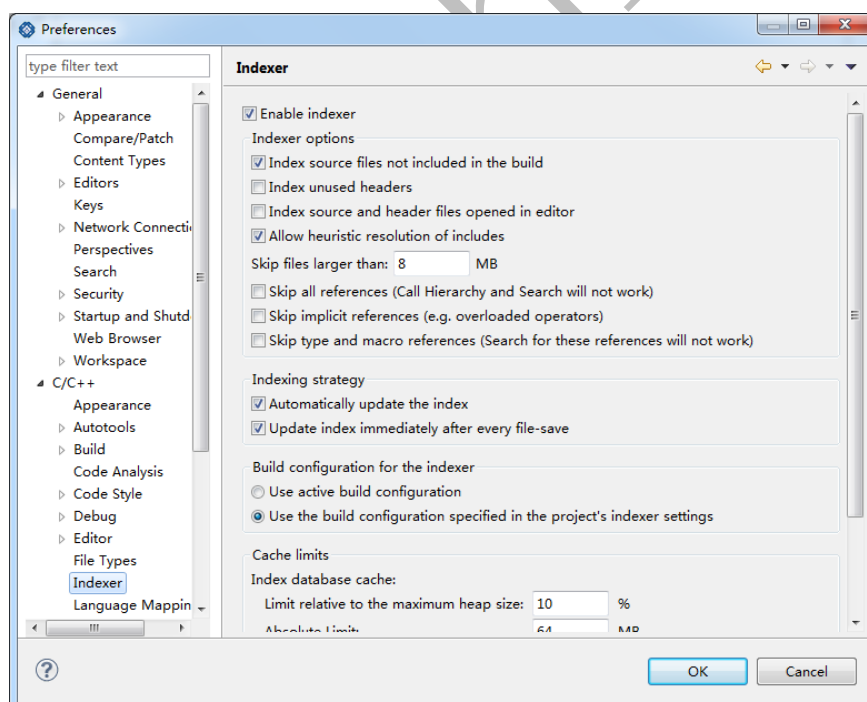 Preferences
type filter text
General
Appearance
Compare/Patch
Content Types
Editors
Keys
Network Connecti
Perspectives
Search
Security
Startup and Shutd
Web Browser
Workspace
C/C++
Appearance
Autotools
Build
Code Analysis
Code Style
Debug
Editor
File Types
Indexer
Language Mappin
Indexer
Enable indexer
Indexer options
Index source files not included in the build
Index unused headers
Index source and header files opened in editor
Allow heuristic resolution of includes
Skip files larger than: 8 MB
Skip all references (Call Hierarchy and Search will not work)
Skip implicit references (e.g. overloaded operators)
Skip type and macro references (Search for these references will not work)
Indexing strategy
Automatically update the index
Update index immediately after every file-save
Build configuration for the indexer
Use active build configuration
Use the build configuration specified in the project's indexer settings
Cache limits
Index database cache:
Limit relative to the maximum heap size: 10 %
Absolute Limit: 64 MB
OK Cancel